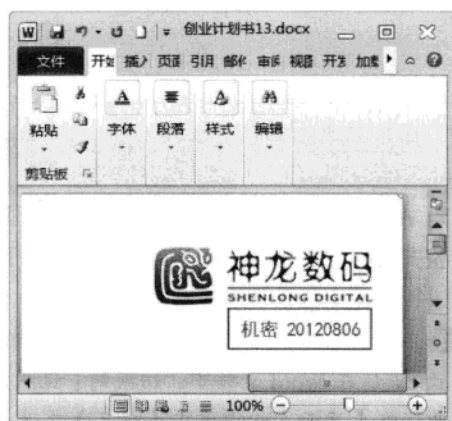 W 创业计划书13.docx
文件 开始 插入 页面 引用 邮件 审阅 视图 开发 加载
粘贴 字体 段落 样式 编辑
剪贴板
神龙数码
SHENLONG DIGITAL
机密 20120806
100%